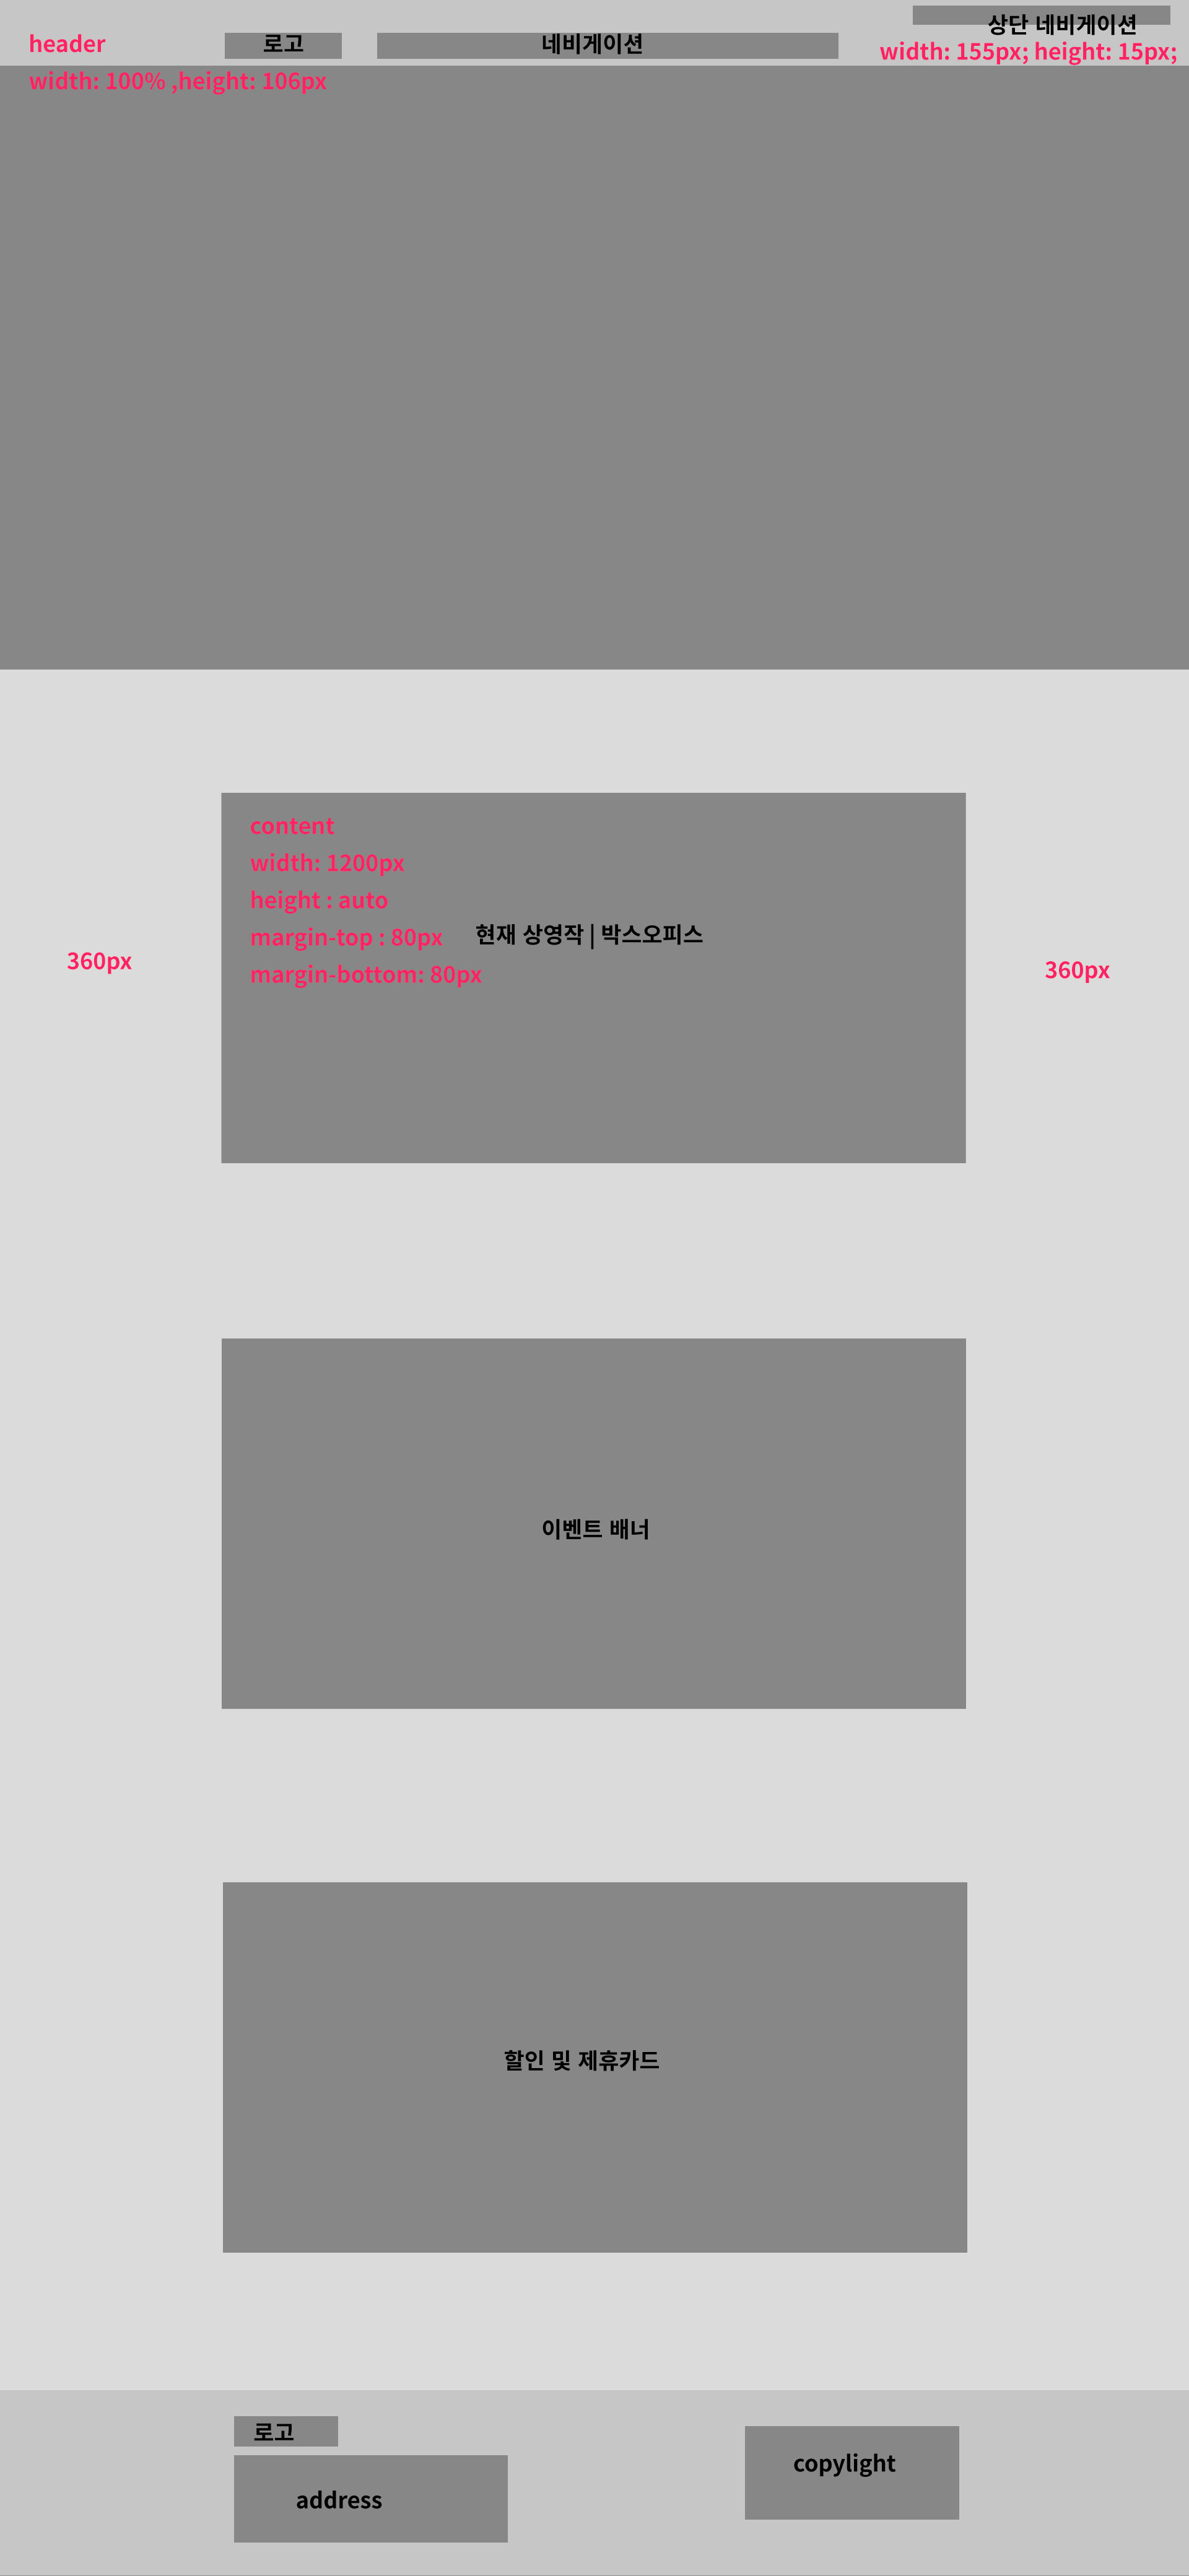 상단 네비게이션
header
로고
네비게이션
width: 155px; height: 15px;
width: 100% ,height: 106px
content
width: 1200px
height : auto
margin-top : 80px
현재 상영작 | 박스오피스
margin-bottom: 80px
360px
360px
이벤트 배너
할인 및 제휴카드
로고
copylight
address